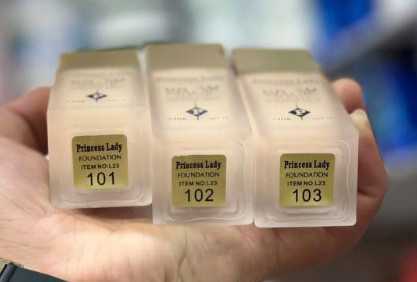 Princess Lady
FOUNDATION
ITEM NO:L23
101
Princess Lady
FOUNDATION
ITEM NO:L23
102
Princess Lady
FOUNDATION
ITEM NO:L23
103